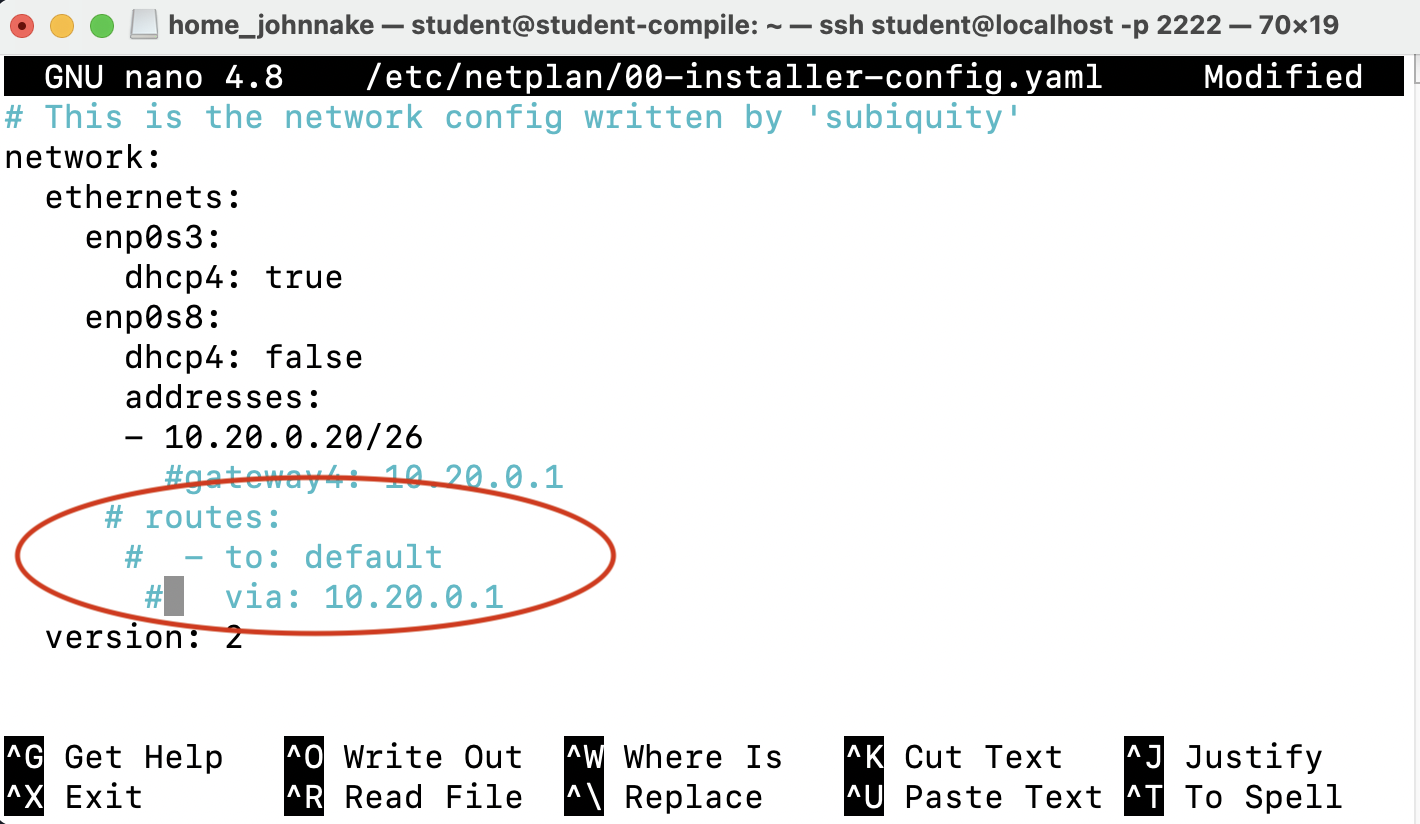 home_johnnake — student@student-compile: ~ — ssh student@localhost -p 2222 — 70×19
GNU nano 4.8 /etc/netplan/00-installer-config.yaml Modified
# This is the network config written by 'subiquity'
network:
  ethernets:
    enp0s3:
      dhcp4: true
    enp0s8:
      dhcp4: false
      addresses:
      - 10.20.0.20/26
        #gateway4: 10.20.0.1
     # routes:
      #  - to: default
       #   via: 10.20.0.1
  version: 2
^G Get Help ^O Write Out ^W Where Is ^K Cut Text ^J Justify
^X Exit ^R Read File ^\ Replace ^U Paste Text ^T To Spell